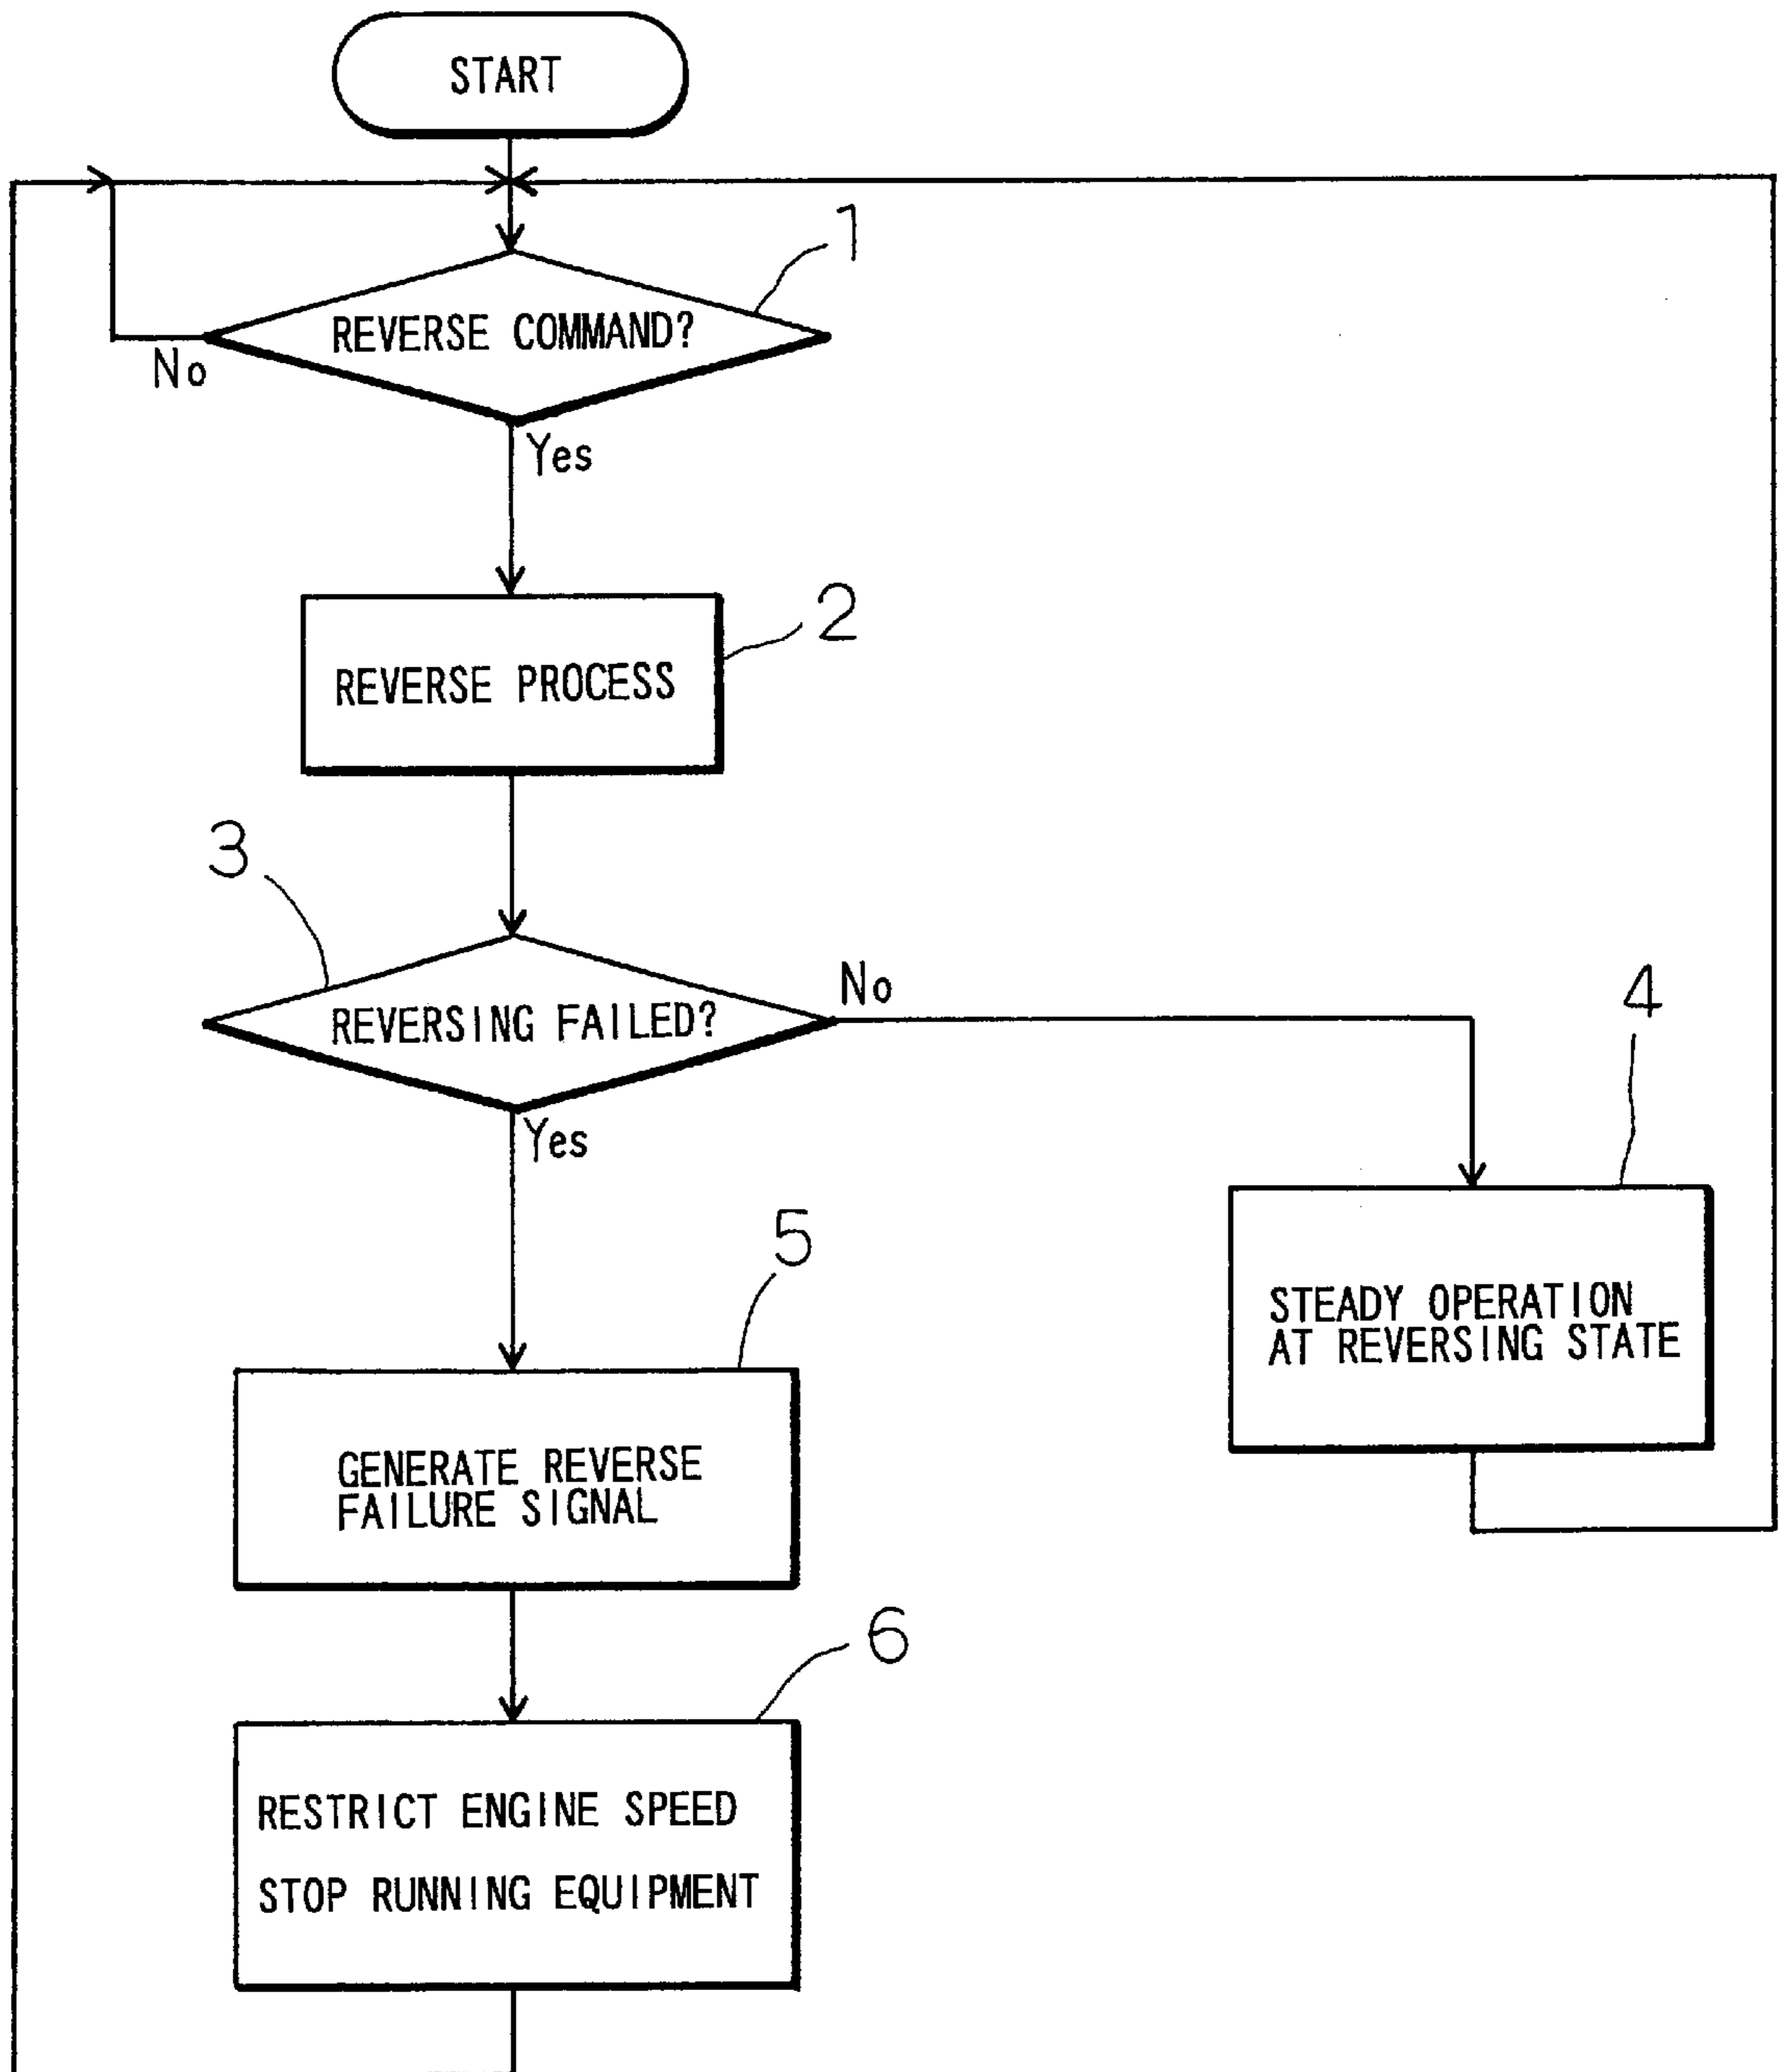 START
1
REVERSE COMMAND?
No
Yes
2
REVERSE PROCESS
3
No
REVERSING FAILED?
Yes
4
STEADY OPERATION
AT REVERSING STATE
5
GENERATE REVERSE
FAILURE SIGNAL
6
RESTRICT ENGINE SPEED
STOP RUNNING EQUIPMENT